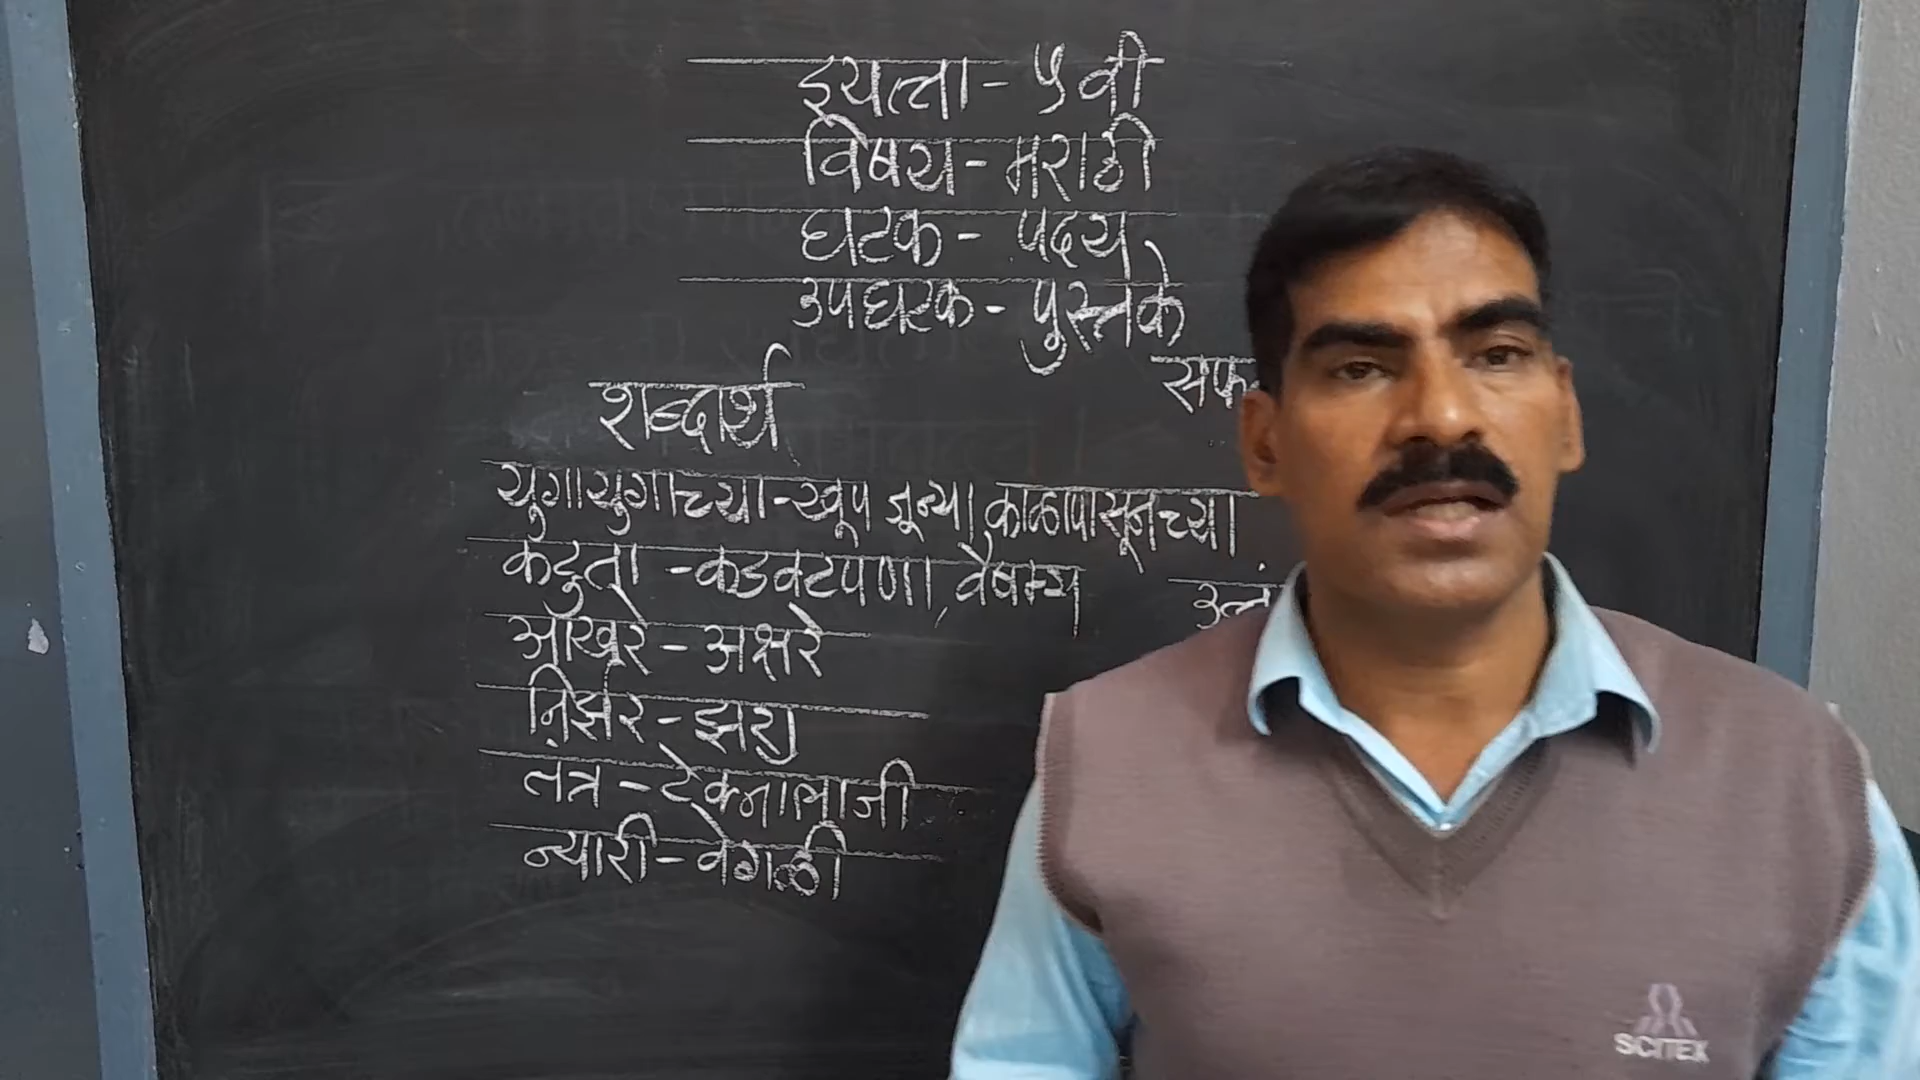 इयत्ता - ५ वी
विषय - मराठी
घटक - पदय
उपघटक - पुस्तके
शब्दार्थ
युगायुगाच्या - खूप जून्या काळापासूनच्या
कटुता - कडवटपणा, वैषम्य
आखरे - अक्षरे
निर्झर - झरा
तंत्र - टेक्नालाजी
न्यारी - वेगळी
SCITEX